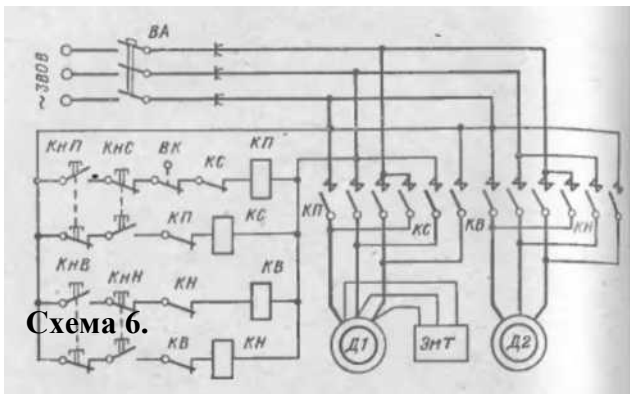 ВА
~380В
КнП КнС ВК КС КП
КП КС
КП КС КВ КН
КнВ КнН КН КВ
Схема 6.
КВ КН
Д1 ЭмТ Д2